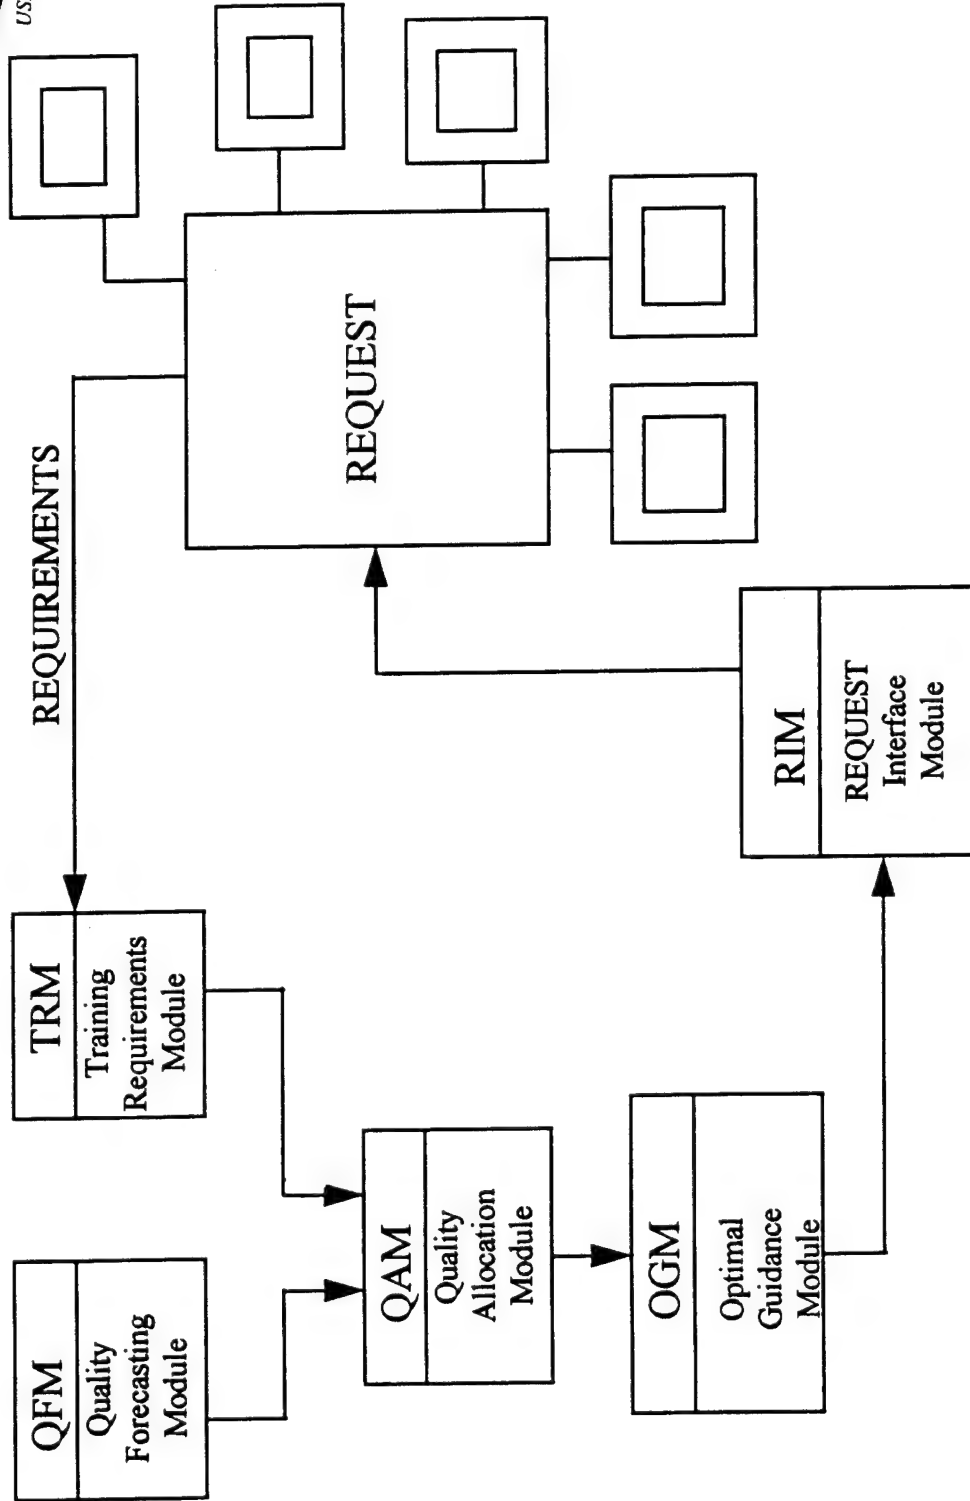 US
REQUIREMENTS
REQUEST
QFM
Quality
Forecasting
Module
TRM
Training
Requirements
Module
QAM
Quality
Allocation
Module
OGM
Optimal
Guidance
Module
RIM
REQUEST
Interface
Module